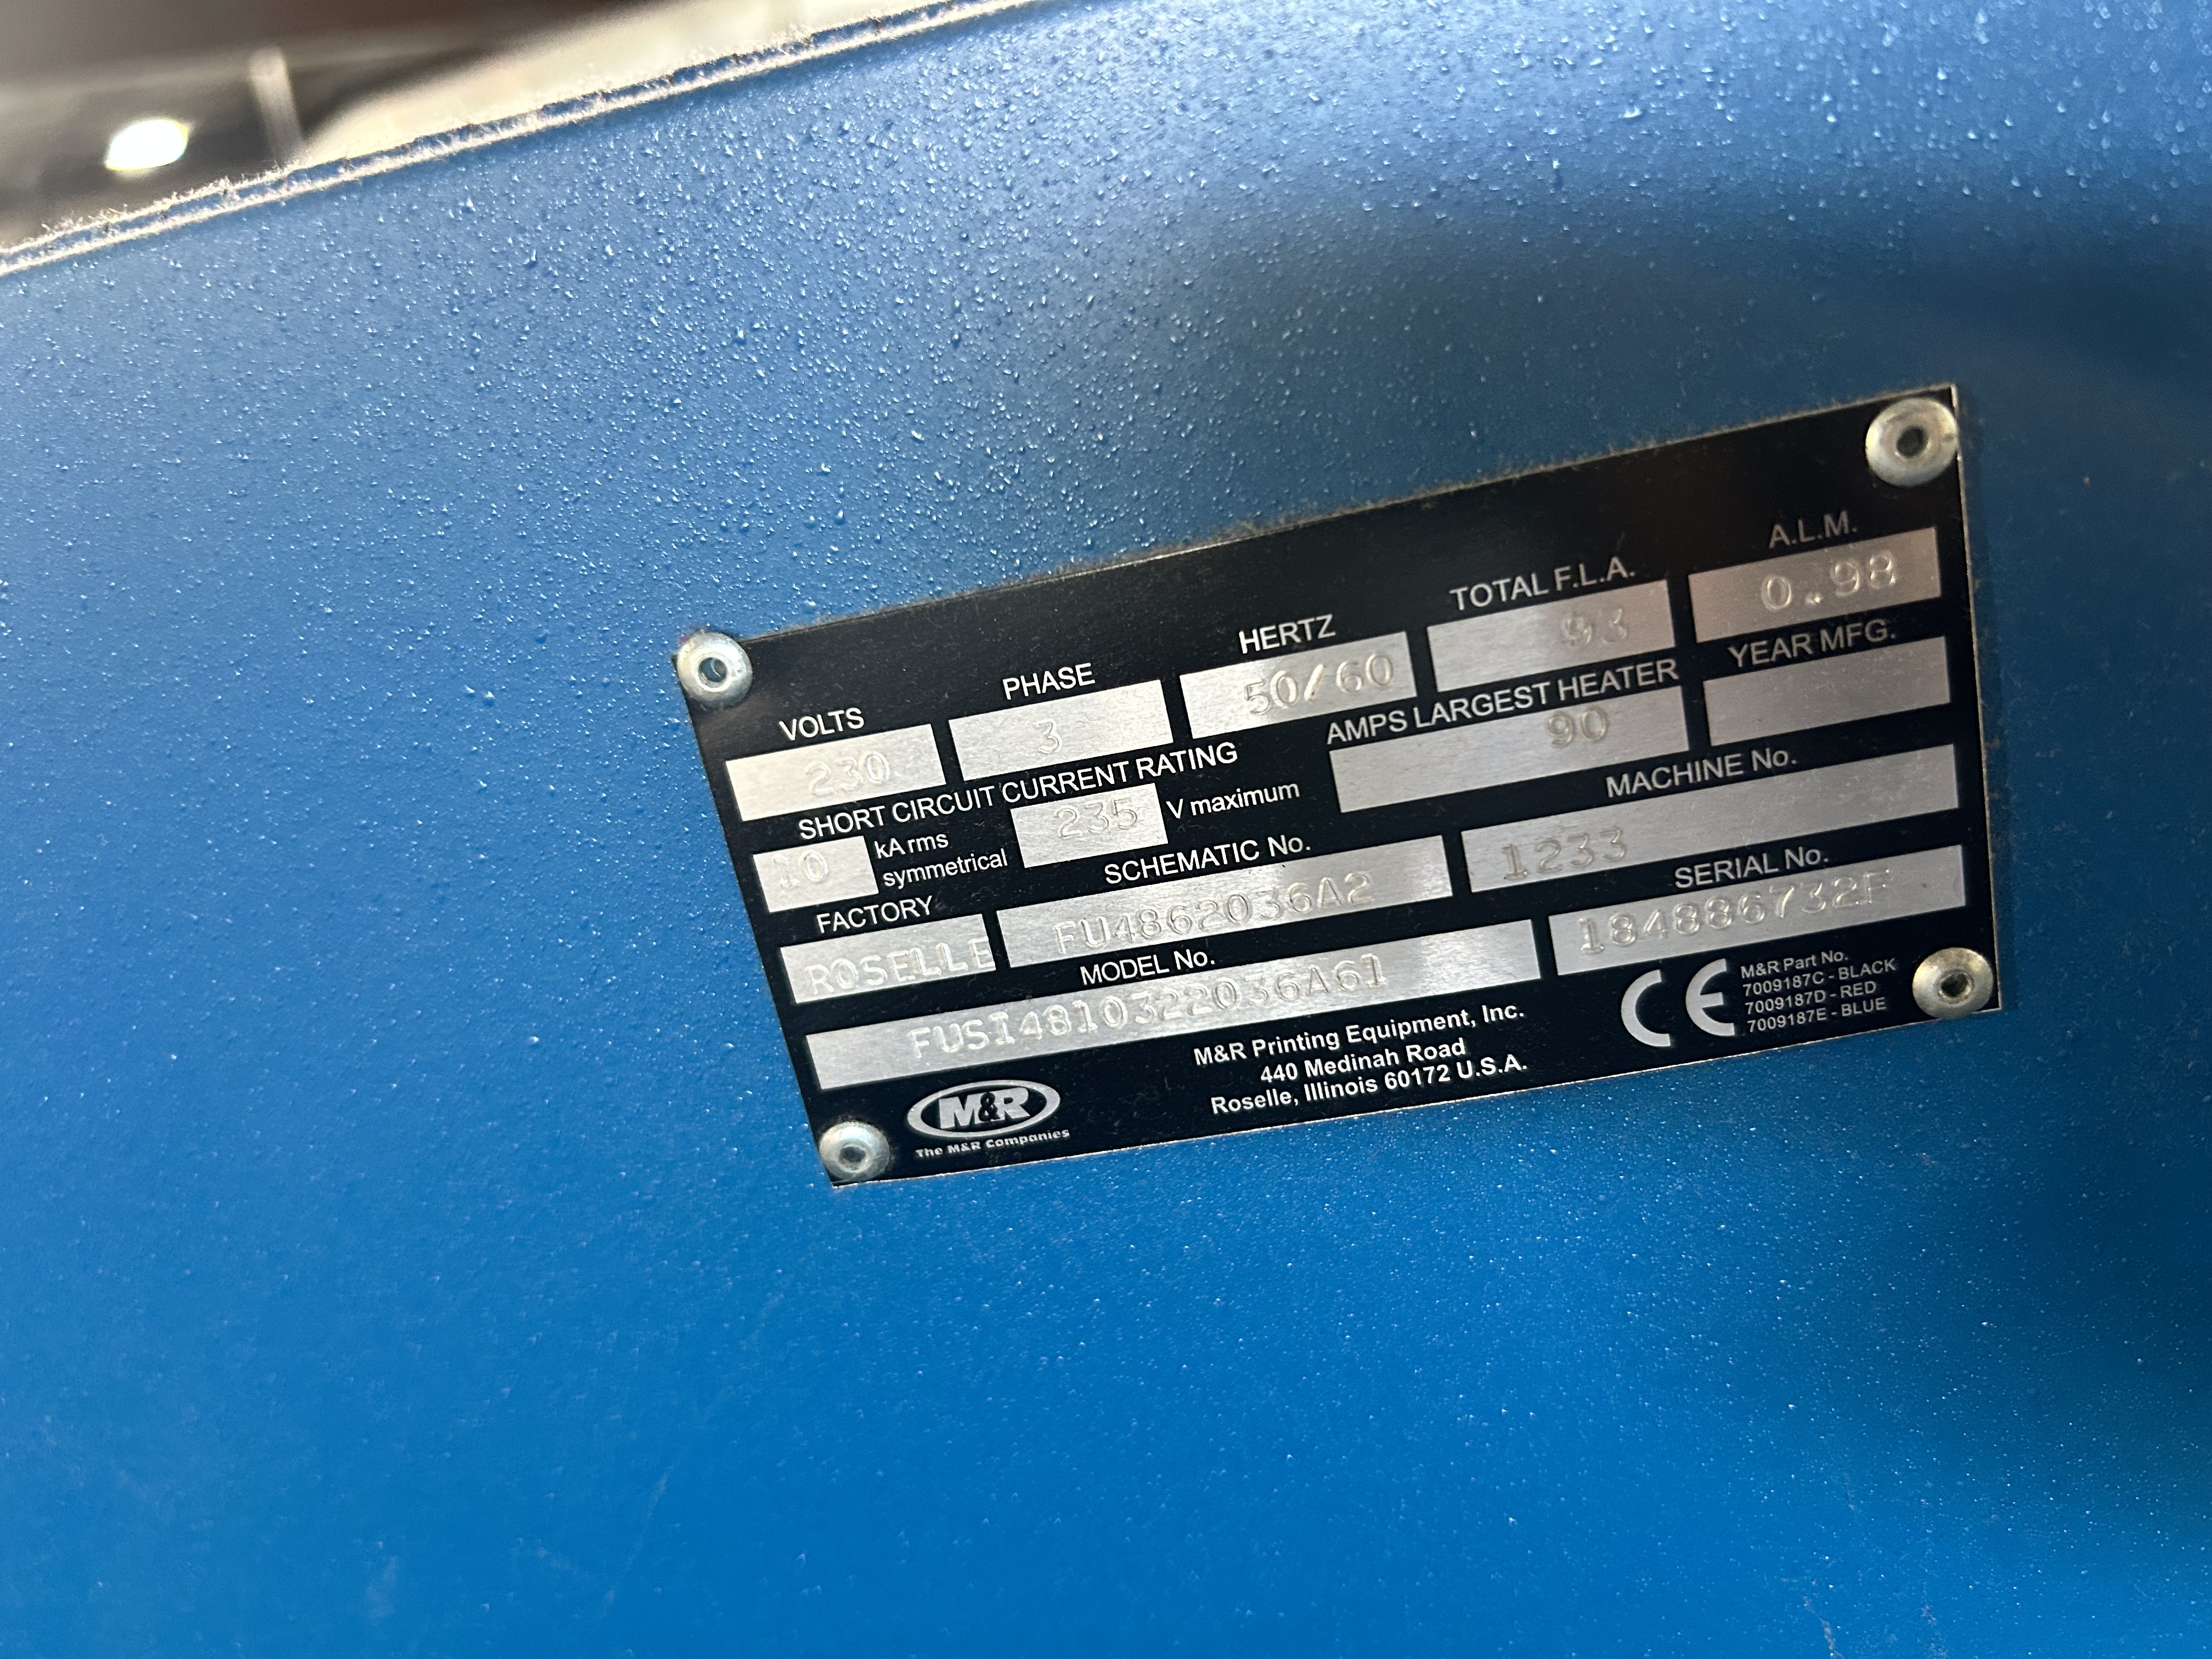 VOLTS PHASE HERTZ TOTAL F.L.A. A.L.M.
230 3 50/60 93 0.98
SHORT CIRCUIT CURRENT RATING AMPS LARGEST HEATER YEAR MFG.
10 kA rms symmetrical 235 V maximum 90
FACTORY SCHEMATIC No. MACHINE No.
ROSELLE FU4862036A2 1233
MODEL No. SERIAL No.
FUSI4810322036A61 184886732F
M&R
The M&R Companies
M&R Printing Equipment, Inc.
440 Medinah Road
Roselle, Illinois 60172 U.S.A.
CE
M&R Part No.
7009187C - BLACK
7009187D - RED
7009187E - BLUE